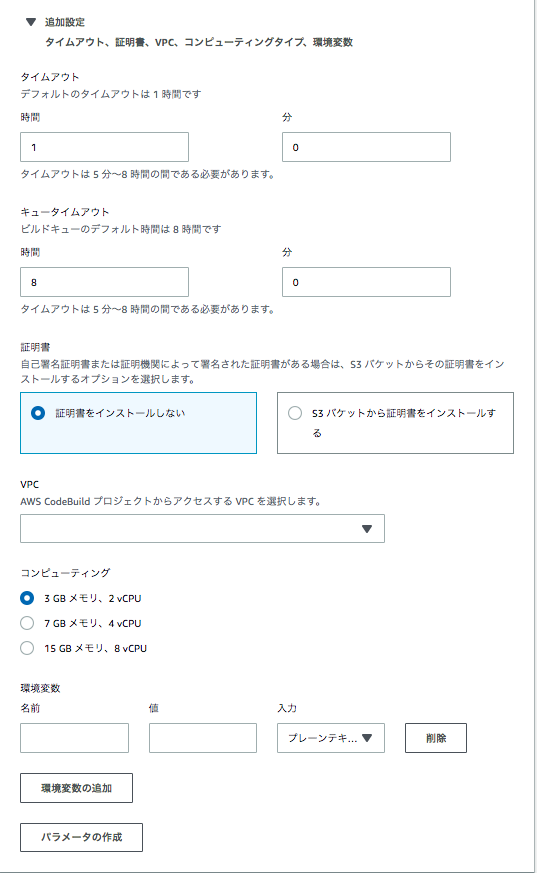 追加設定
タイムアウト、証明書、VPC、コンピューティングタイプ、環境変数
タイムアウト
デフォルトのタイムアウトは 1 時間です
時間
分
1
0
タイムアウトは 5 分～8 時間の間である必要があります。
キュータイムアウト
ビルドキューのデフォルト時間は 8 時間です
時間
分
8
0
タイムアウトは 5 分～8 時間の間である必要があります。
証明書
自己署名証明書または証明機関によって署名された証明書がある場合は、S3 バケットからその証明書をイン
ストールするオプションを選択します。
証明書をインストールしない
S3 バケットから証明書をインストールす
る
VPC
AWS CodeBuild プロジェクトからアクセスする VPC を選択します。
コンピューティング
3 GB メモリ、2 vCPU
7 GB メモリ、4 vCPU
15 GB メモリ、8 vCPU
環境変数
名前
値
入力
プレーンテキ...
削除
環境変数の追加
パラメータの作成